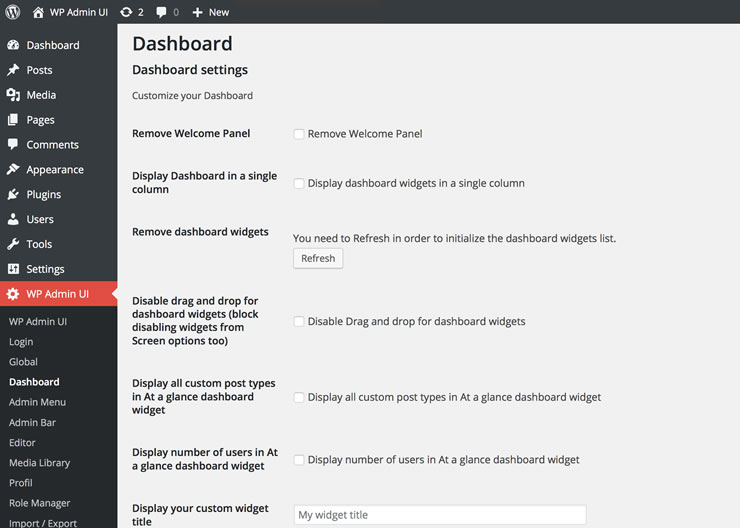 WP Admin UI 2 0 New
Dashboard
Posts
Media
Pages
Comments
Appearance
Plugins
Users
Tools
Settings
WP Admin UI
WP Admin UI
Login
Global
Dashboard
Admin Menu
Admin Bar
Editor
Media Library
Profil
Role Manager
Import / Export
Dashboard
Dashboard settings
Customize your Dashboard
Remove Welcome Panel
Remove Welcome Panel
Display Dashboard in a single
column
Display dashboard widgets in a single column
Remove dashboard widgets
You need to Refresh in order to initialize the dashboard widgets list.
Refresh
Disable drag and drop for
dashboard widgets (block
disabling widgets from
Screen options too)
Disable Drag and drop for dashboard widgets
Display all custom post types
in At a glance dashboard
widget
Display all custom post types in At a glance dashboard widget
Display number of users in At
a glance dashboard widget
Display number of users in At a glance dashboard widget
Display your custom widget
title
My widget title